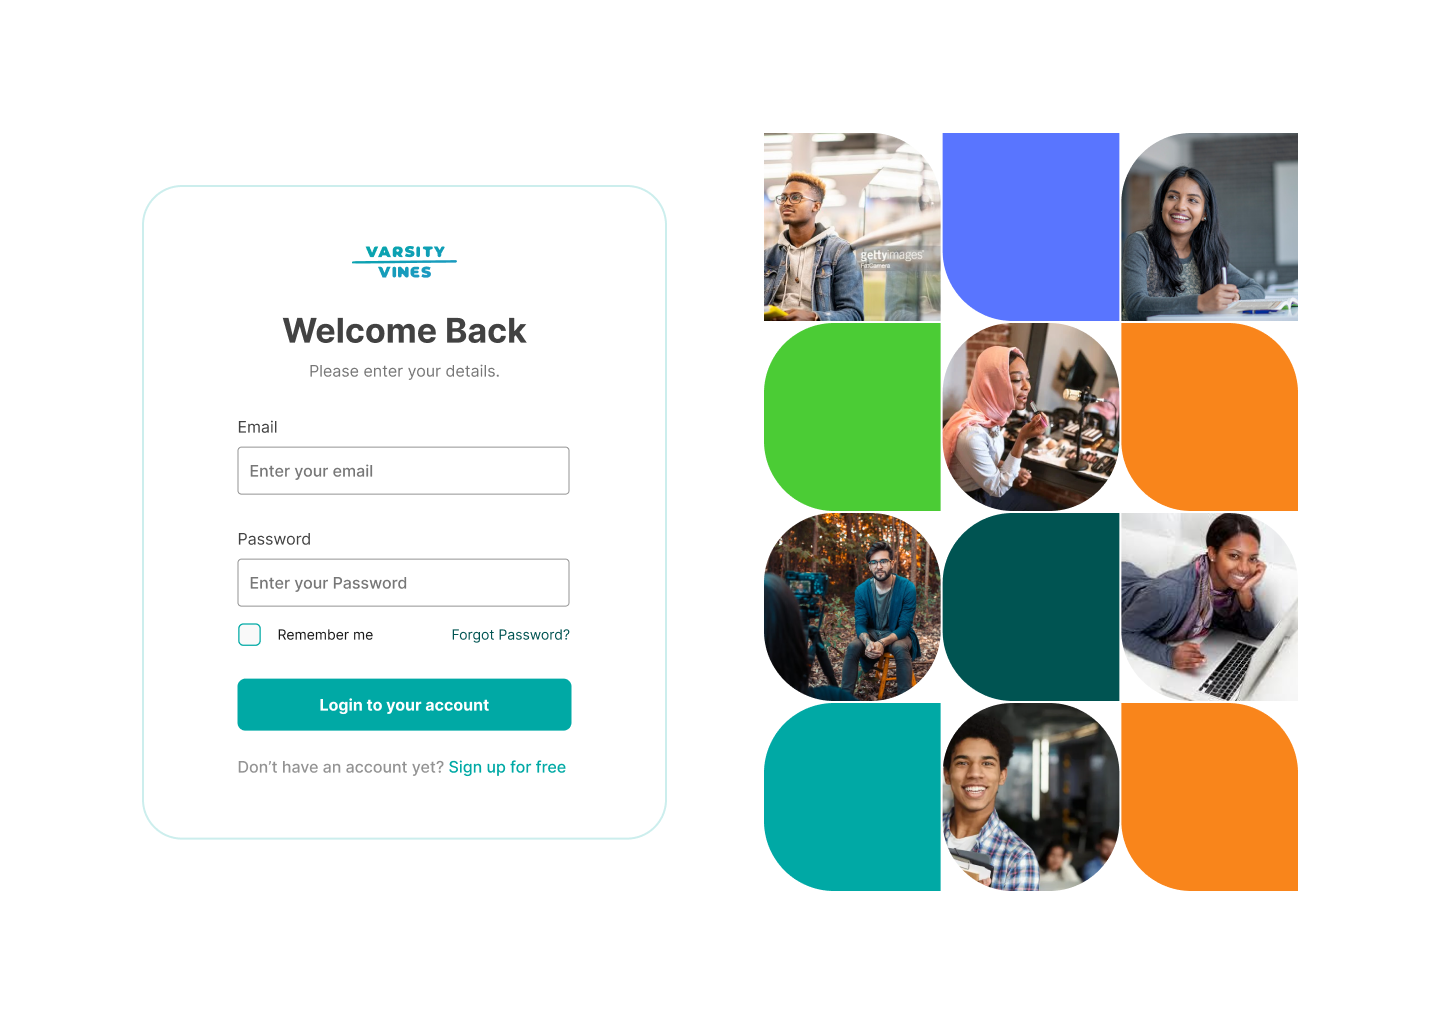 VARSITY
VINES
Welcome Back
Please enter your details.
Email
Enter your email
Password
Enter your Password
Remember me
Forgot Password?
Login to your account
Don't have an account yet? Sign up for free
gettyimages
FatCamera